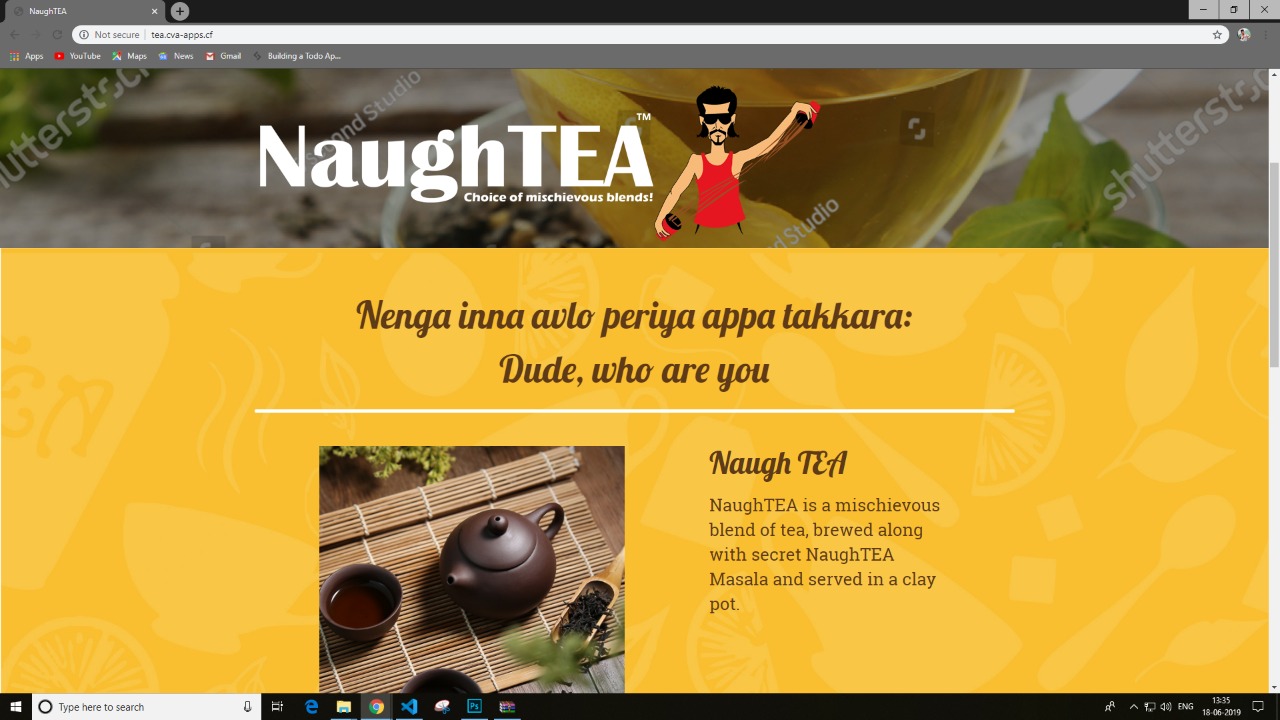 NaughTEA
Not secure | tea.cva-apps.cf
Apps YouTube Maps News Gmail Building a Todo Ap...
shutterstock
NaughTEA™
Choice of mischievous blends!
Nenga inna avlo periya appa takkara:
Dude, who are you
Naugh TEA
NaughTEA is a mischievous
blend of tea, brewed along
with secret NaughTEA
Masala and served in a clay
pot.
Type here to search
Ps
ENG
13:35
18-06-2019